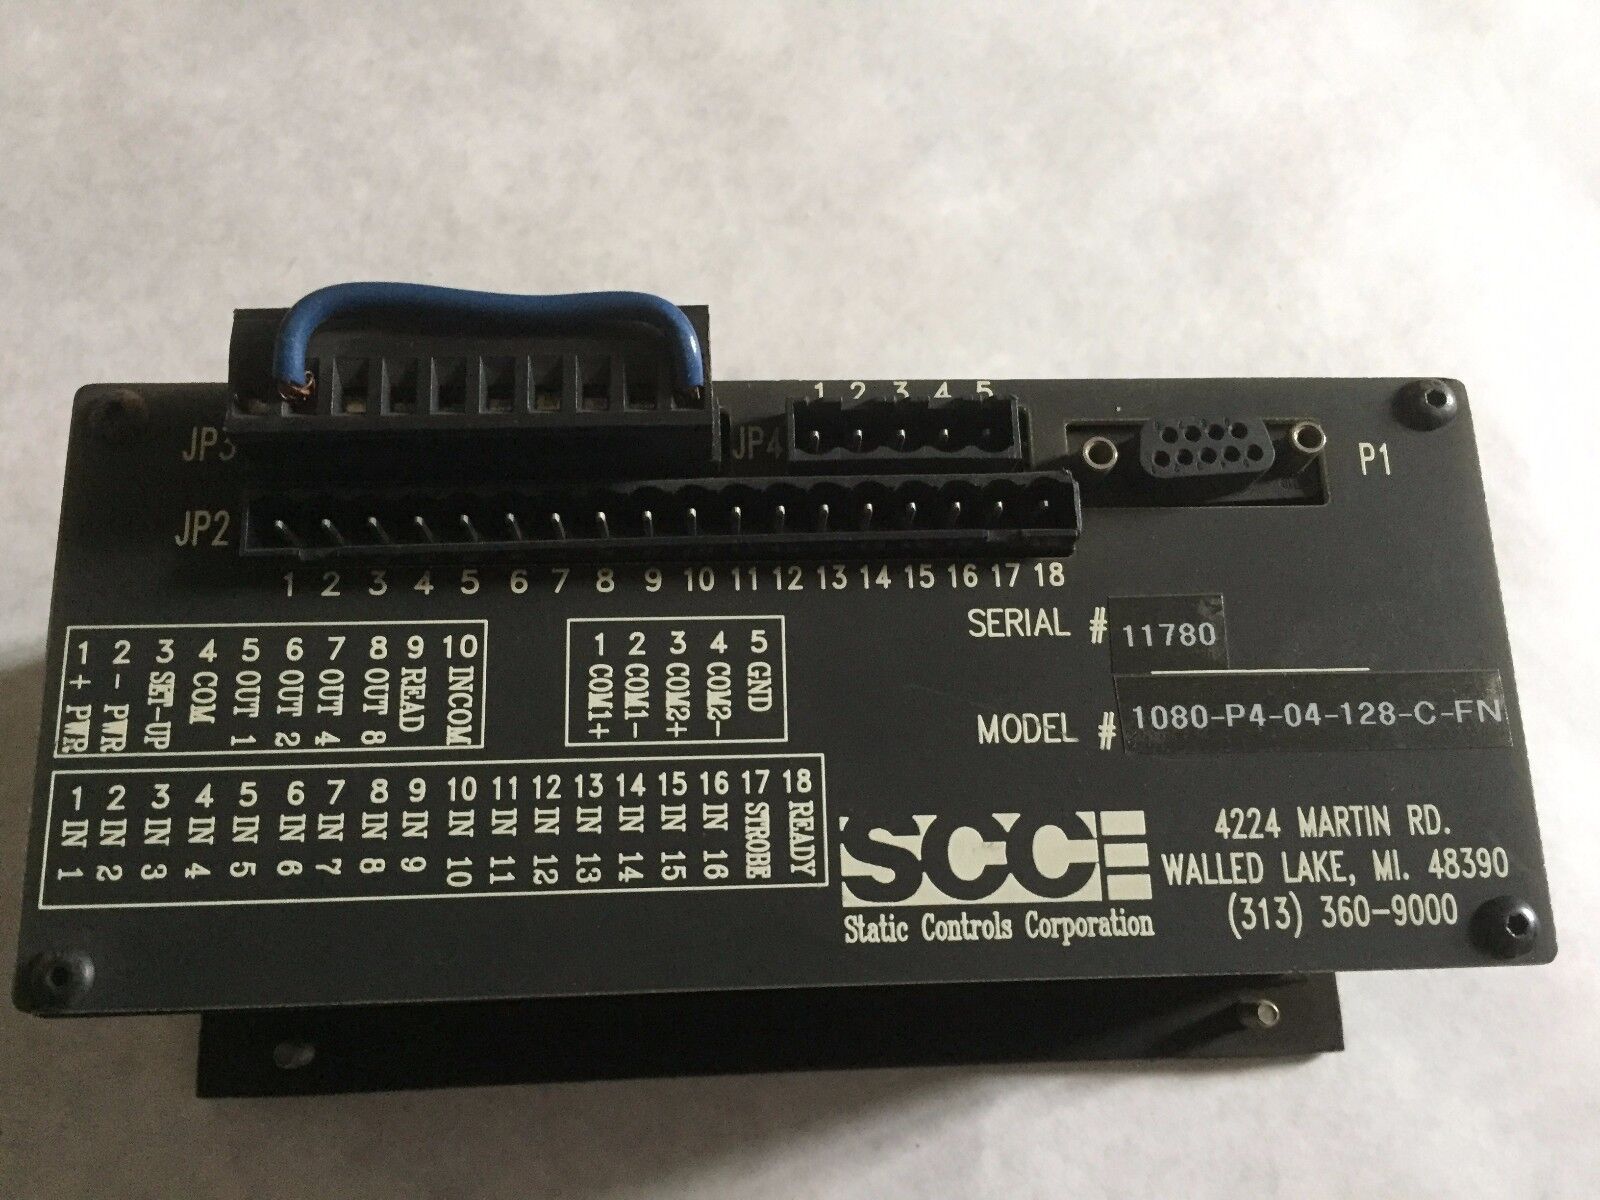 1 2 3 4 5
JP3
JP4
P1
JP2
1 2 3 4 5 6 7 8 9 10 11 12 13 14 15 16 17 18
SERIAL # 11780
MODEL # 1080-P4-04-128-C-FN
1 + PWR
2 - PWR
3 SET-UP
4 COM
5 OUT 1
6 OUT 2
7 OUT 4
8 OUT 8
9 READ
10 INCOM
1 COM1+
2 COM1-
3 COM2+
4 COM2-
5 GND
1 IN 1
2 IN 2
3 IN 3
4 IN 4
5 IN 5
6 IN 6
7 IN 7
8 IN 8
9 IN 9
10 IN 10
11 IN 11
12 IN 12
13 IN 13
14 IN 14
15 IN 15
16 IN 16
17 STROBE
18 READY
SCC
Static Controls Corporation
4224 MARTIN RD.
WALLED LAKE, MI. 48390
(313) 360-9000